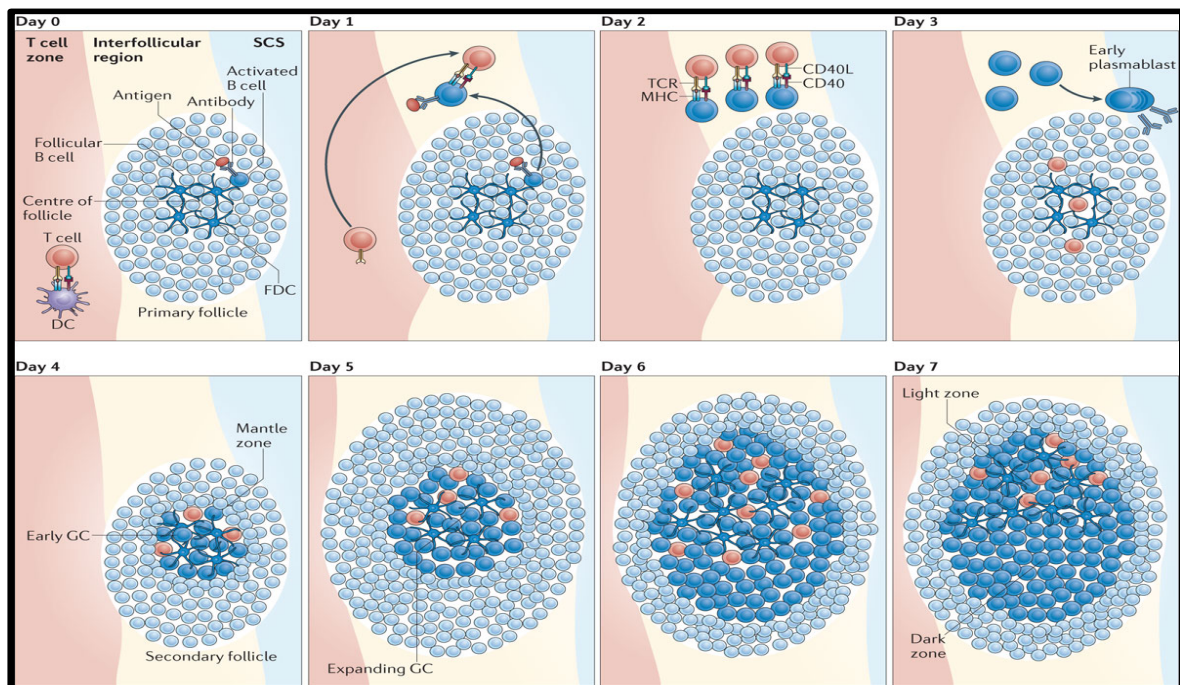 Day 0
T cell
zone
Interfollicular
region
SCS
Activated
B cell
Antigen
Antibody
Follicular
B cell
Centre of
follicle
T cell
DC
FDC
Primary follicle
Day 1
Day 2
TCR
MHC
CD40L
CD40
Day 3
Early
plasmablast
Day 4
Mantle
zone
Early GC
Secondary follicle
Day 5
Expanding GC
Day 6
Day 7
Light zone
Dark
zone